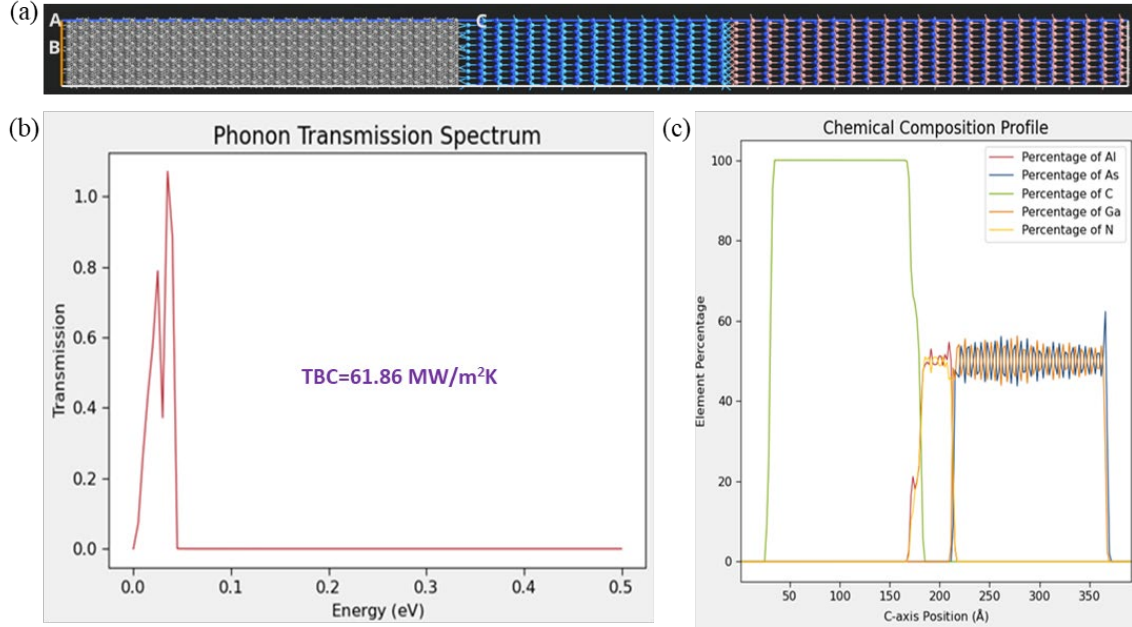 (a)
A
C
B
(b)
Phonon Transmission Spectrum
Transmission
1.0
0.8
0.6
0.4
0.2
0.0
TBC=61.86 MW/m²K
0.0 0.1 0.2 0.3 0.4 0.5
Energy (eV)
(c)
Chemical Composition Profile
Element Percentage
100
80
60
40
20
0
Percentage of Al
Percentage of As
Percentage of C
Percentage of Ga
Percentage of N
50 100 150 200 250 300 350
C-axis Position (Å)